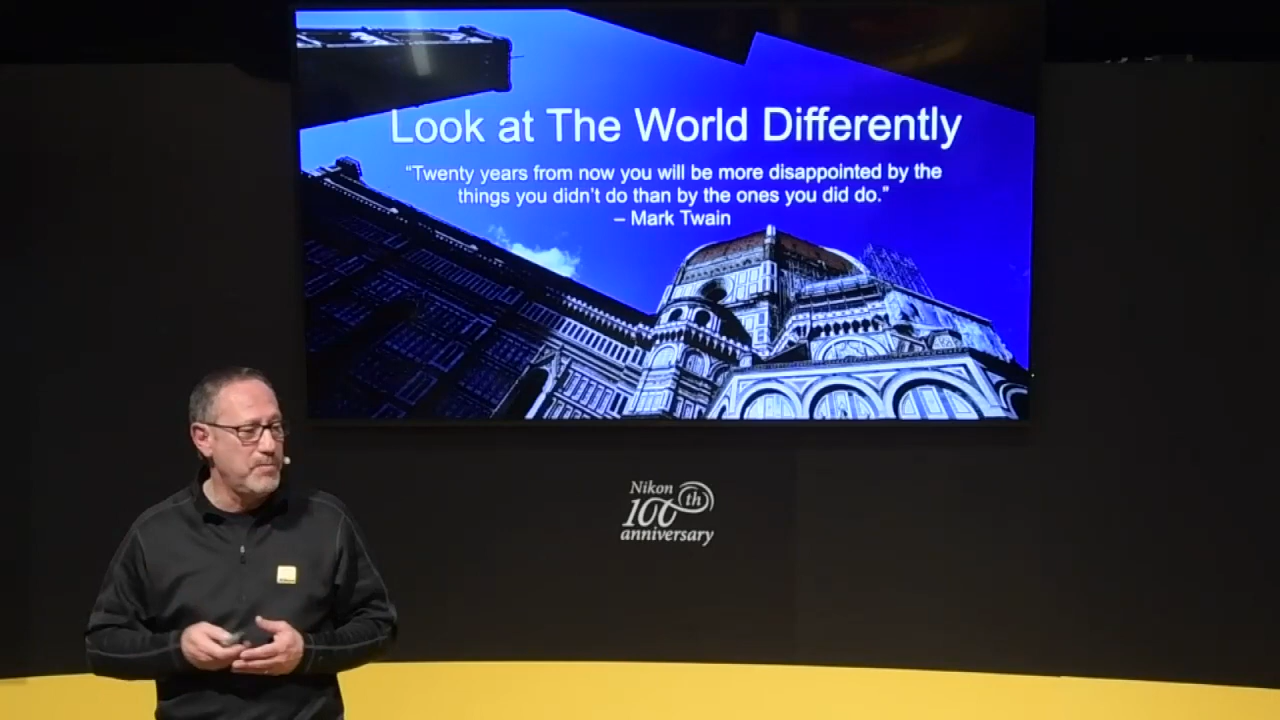 Look at The World Differently
“Twenty years from now you will be more disappointed by the
things you didn’t do than by the ones you did do.”
– Mark Twain
Nikon
100th
anniversary